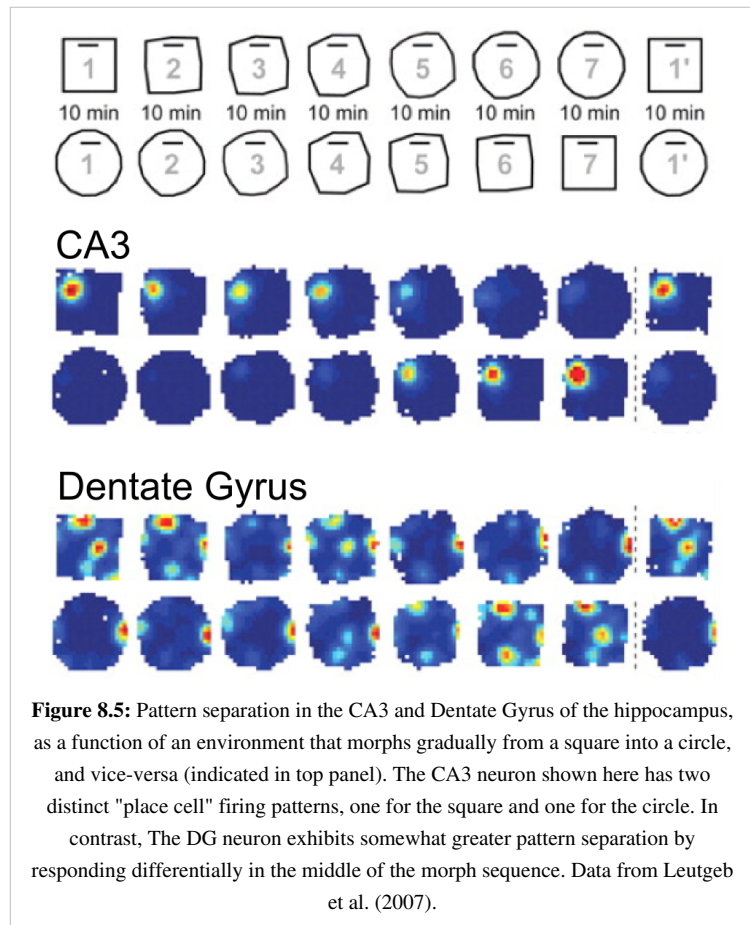 1 2 3 4 5 6 7 1'
10 min 10 min 10 min 10 min 10 min 10 min 10 min 10 min
1 2 3 4 5 6 7 1'
CA3
Dentate Gyrus
Figure 8.5: Pattern separation in the CA3 and Dentate Gyrus of the hippocampus,
as a function of an environment that morphs gradually from a square into a circle,
and vice-versa (indicated in top panel). The CA3 neuron shown here has two
distinct "place cell" firing patterns, one for the square and one for the circle. In
contrast, The DG neuron exhibits somewhat greater pattern separation by
responding differentially in the middle of the morph sequence. Data from Leutgeb
et al. (2007).